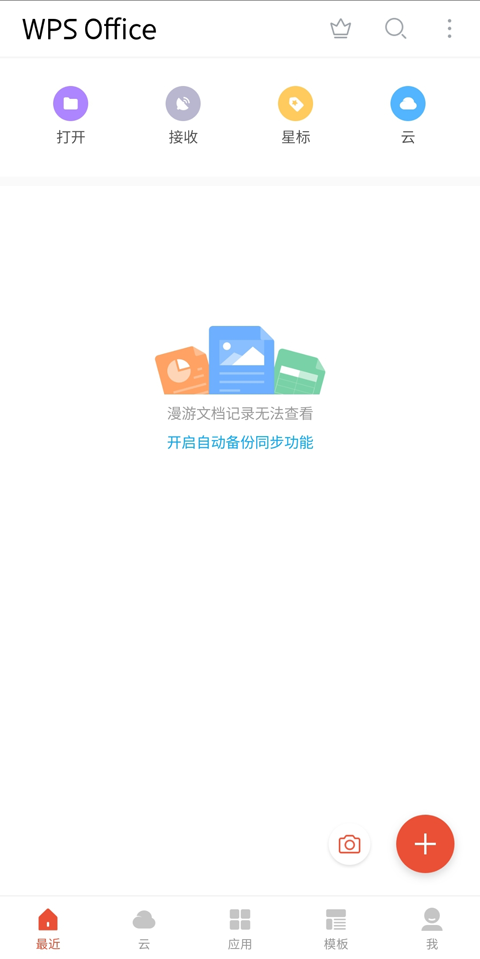 WPS Office
打开
接收
星标
云
漫游文档记录无法查看
开启自动备份同步功能
最近
云
应用
模板
我